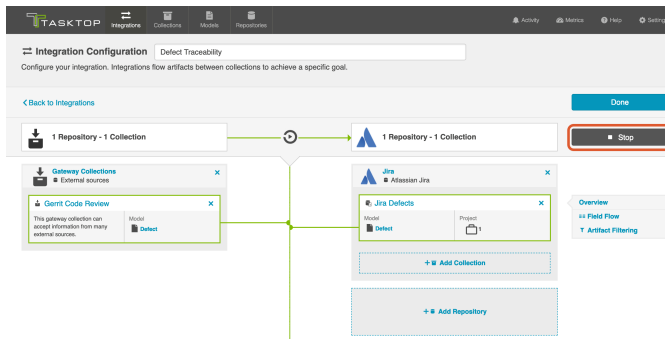 TASKTOP
Integrations
Collections
Models
Repositories
Activity
Metrics
Help
Settings
Integration Configuration
Defect Traceability
Configure your integration. Integrations flow artifacts between collections to achieve a specific goal.
Back to Integrations
Done
1 Repository - 1 Collection
1 Repository - 1 Collection
Stop
Gateway Collections
External sources
Jira
Atlassian Jira
Gerrit Code Review
This gateway collection can
accept information from many
external sources.
Model
Defect
Jira Defects
Model
Defect
Project
1
Overview
Field Flow
Artifact Filtering
+ Add Collection
+ Add Repository